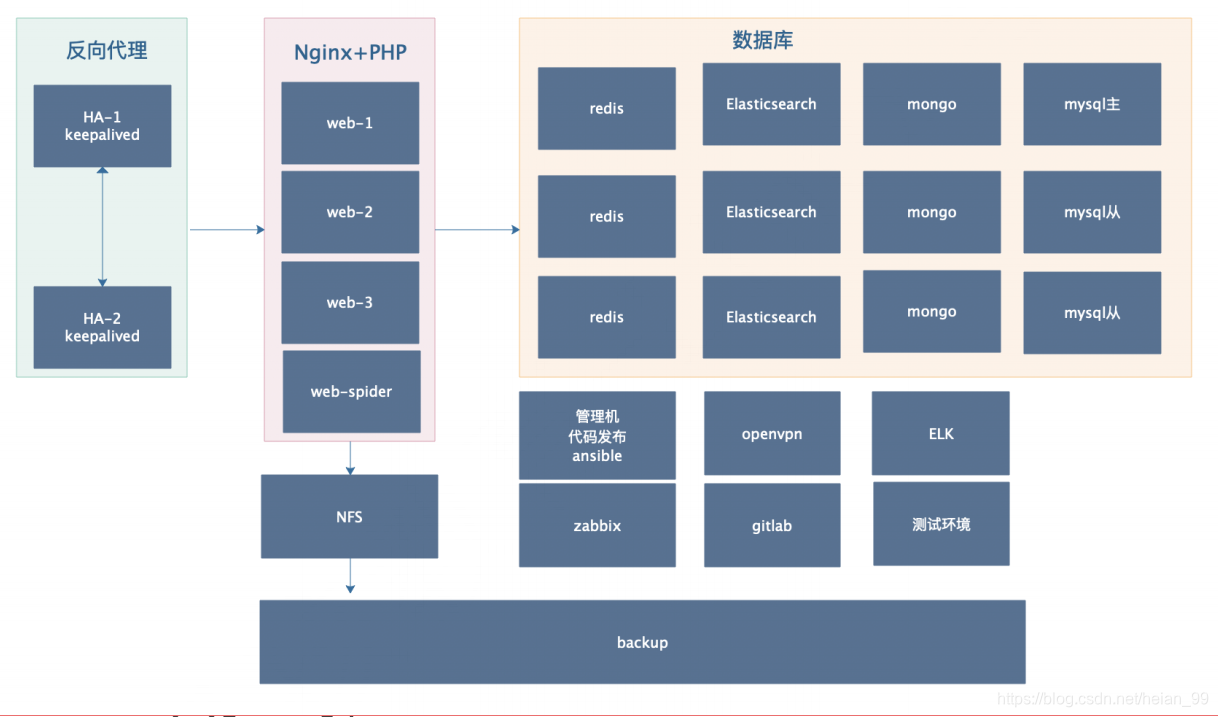 反向代理
HA-1
keepalived
HA-2
keepalived
Nginx+PHP
web-1
web-2
web-3
web-spider
数据库
redis
Elasticsearch
mongo
mysql主
redis
Elasticsearch
mongo
mysql从
redis
Elasticsearch
mongo
mysql从
管理机
代码发布
ansible
openvpn
ELK
NFS
zabbix
gitlab
测试环境
backup
https://blog.csdn.net/heian_99